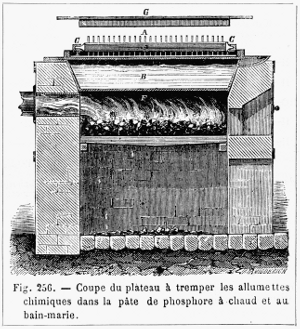 G
A
C C
B
F
Fig. 256. — Coupe du plateau à tremper les allumettes
chimiques dans la pâte de phosphore à chaud et au
bain-marie.